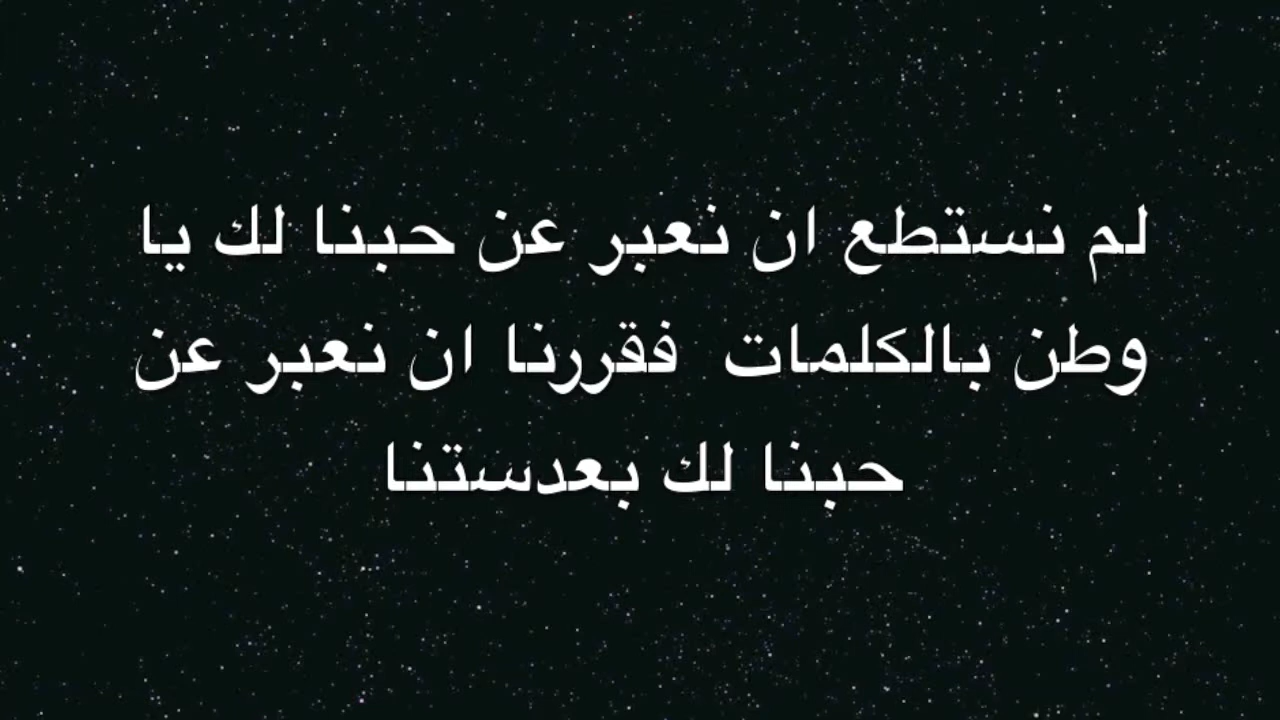 لم نستطع ان نعبر عن حبنا لك يا
وطن بالكلمات فقررنا ان نعبر عن
حبنا لك بعدستنا